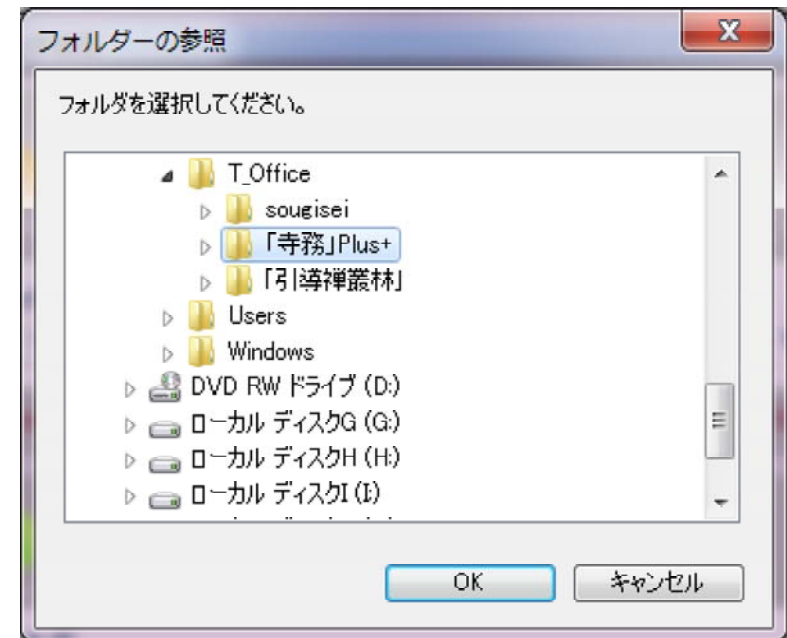 フォルダーの参照
フォルダを選択してください。
T_Office
sougisei
「寺務」Plus+
「引導禅叢林」
Users
Windows
DVD RW ドライブ (D:)
ローカル ディスクG (G:)
ローカル ディスクH (H:)
ローカル ディスクI (I:)
OK
キャンセル